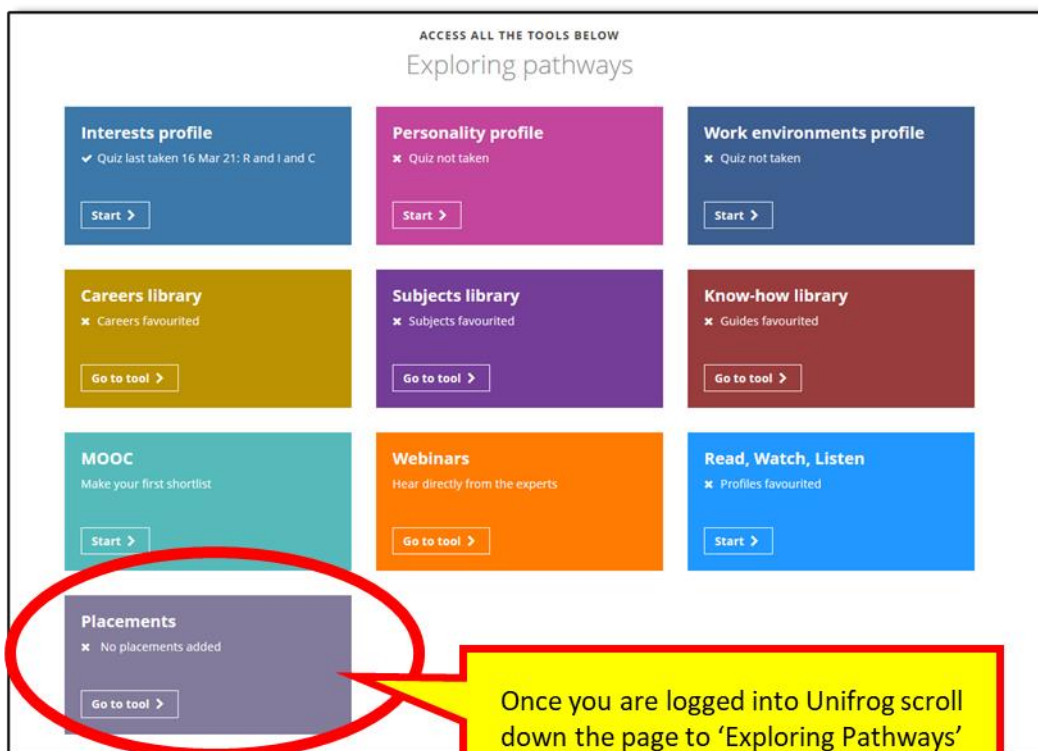 ACCESS ALL THE TOOLS BELOW
Exploring pathways
Interests profile
✔ Quiz last taken 16 Mar 21: R and I and C
Start >
Personality profile
✖ Quiz not taken
Start >
Work environments profile
✖ Quiz not taken
Start >
Careers library
✖ Careers favourited
Go to tool >
Subjects library
✖ Subjects favourited
Go to tool >
Know-how library
✖ Guides favourited
Go to tool >
MOOC
Make your first shortlist
Start >
Webinars
Hear directly from the experts
Go to tool >
Read, Watch, Listen
✖ Profiles favourited
Start >
Placements
✖ No placements added
Go to tool >
Once you are logged into Unifrog scroll
down the page to ‘Exploring Pathways’